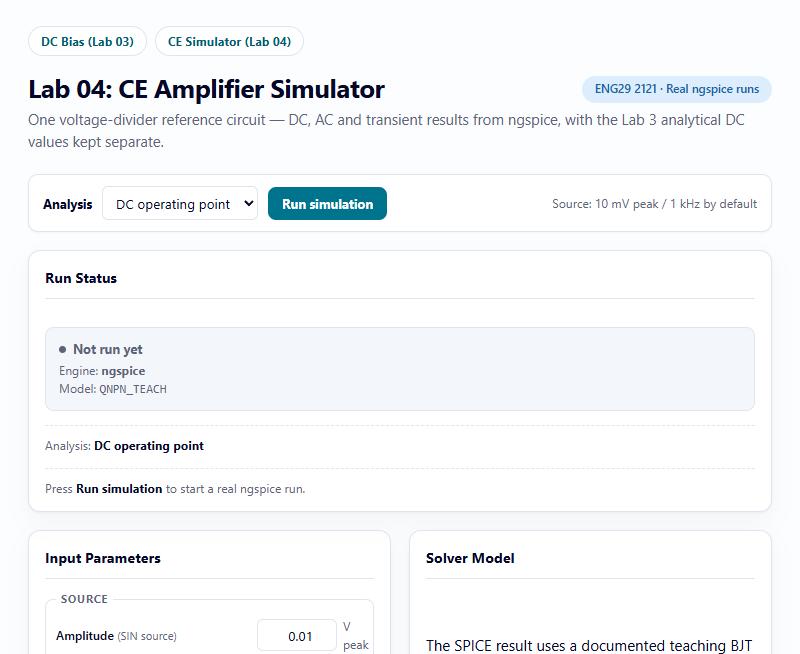 DC Bias (Lab 03)
CE Simulator (Lab 04)
Lab 04: CE Amplifier Simulator
ENG29 2121 · Real ngspice runs
One voltage-divider reference circuit — DC, AC and transient results from ngspice, with the Lab 3 analytical DC
values kept separate.
Analysis
DC operating point
Run simulation
Source: 10 mV peak / 1 kHz by default
Run Status
Not run yet
Engine: ngspice
Model: QNPN_TEACH
Analysis: DC operating point
Press Run simulation to start a real ngspice run.
Input Parameters
SOURCE
Amplitude (SIN source)
0.01
V
peak
Solver Model
The SPICE result uses a documented teaching BJT